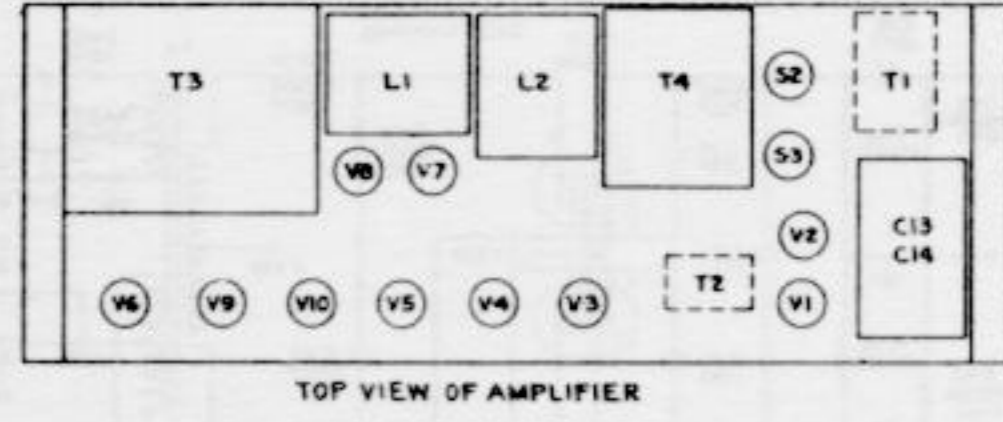 T3
L1
L2
T4
S2
T1
V8
V7
S3
V2
C13
C14
T2
V6
V9
V10
V5
V4
V3
V1
TOP VIEW OF AMPLIFIER